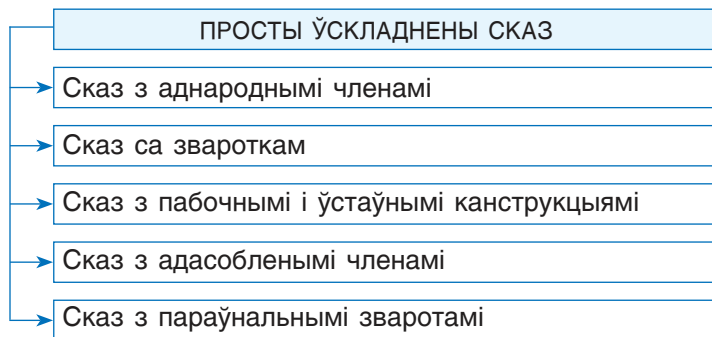 ПРОСТЫ ЎСКЛАДНЕНЫ СКАЗ
Сказ з аднароднымі членамі
Сказ са звароткам
Сказ з пабочнымі і ўстаўнымі канструкцыямі
Сказ з адасобленымі членамі
Сказ з параўнальнымі зваротамі